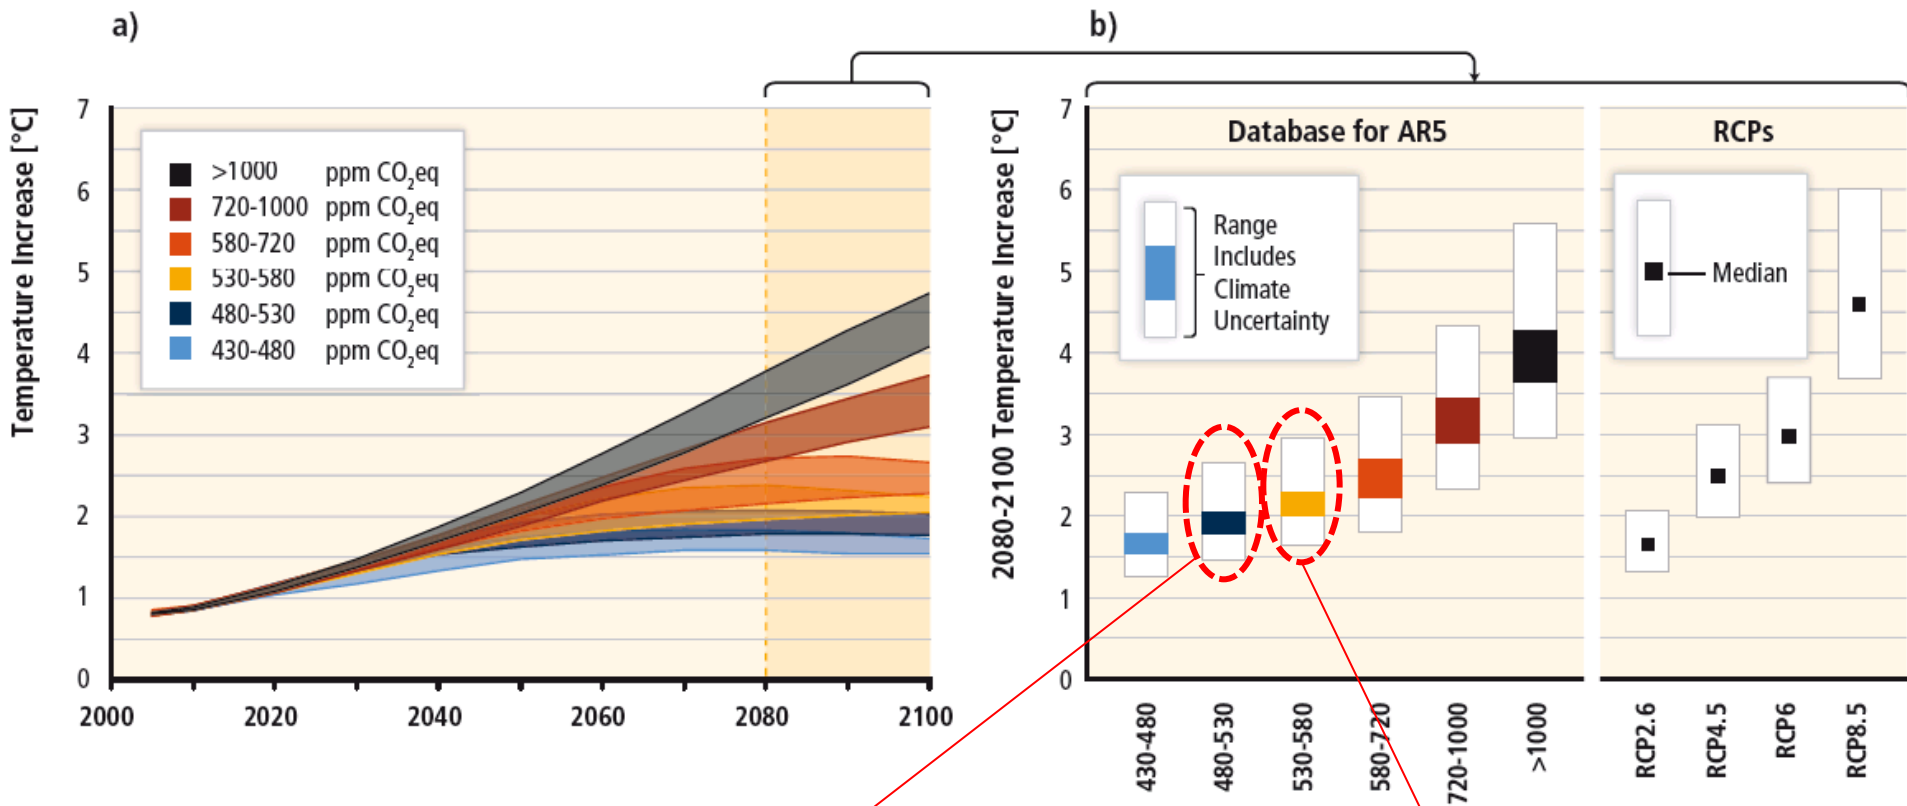 a)
Temperature Increase [°C]
7
6
5
4
3
2
1
0
>1000 ppm CO₂eq
720-1000 ppm CO₂eq
580-720 ppm CO₂eq
530-580 ppm CO₂eq
480-530 ppm CO₂eq
430-480 ppm CO₂eq
2000 2020 2040 2060 2080 2100
b)
2080-2100 Temperature Increase [°C]
7
6
5
4
3
2
1
0
Database for AR5
Range
Includes
Climate
Uncertainty
430-480
480-530
530-580
580-720
720-1000
>1000
RCPs
Median
RCP2.6
RCP4.5
RCP6
RCP8.5